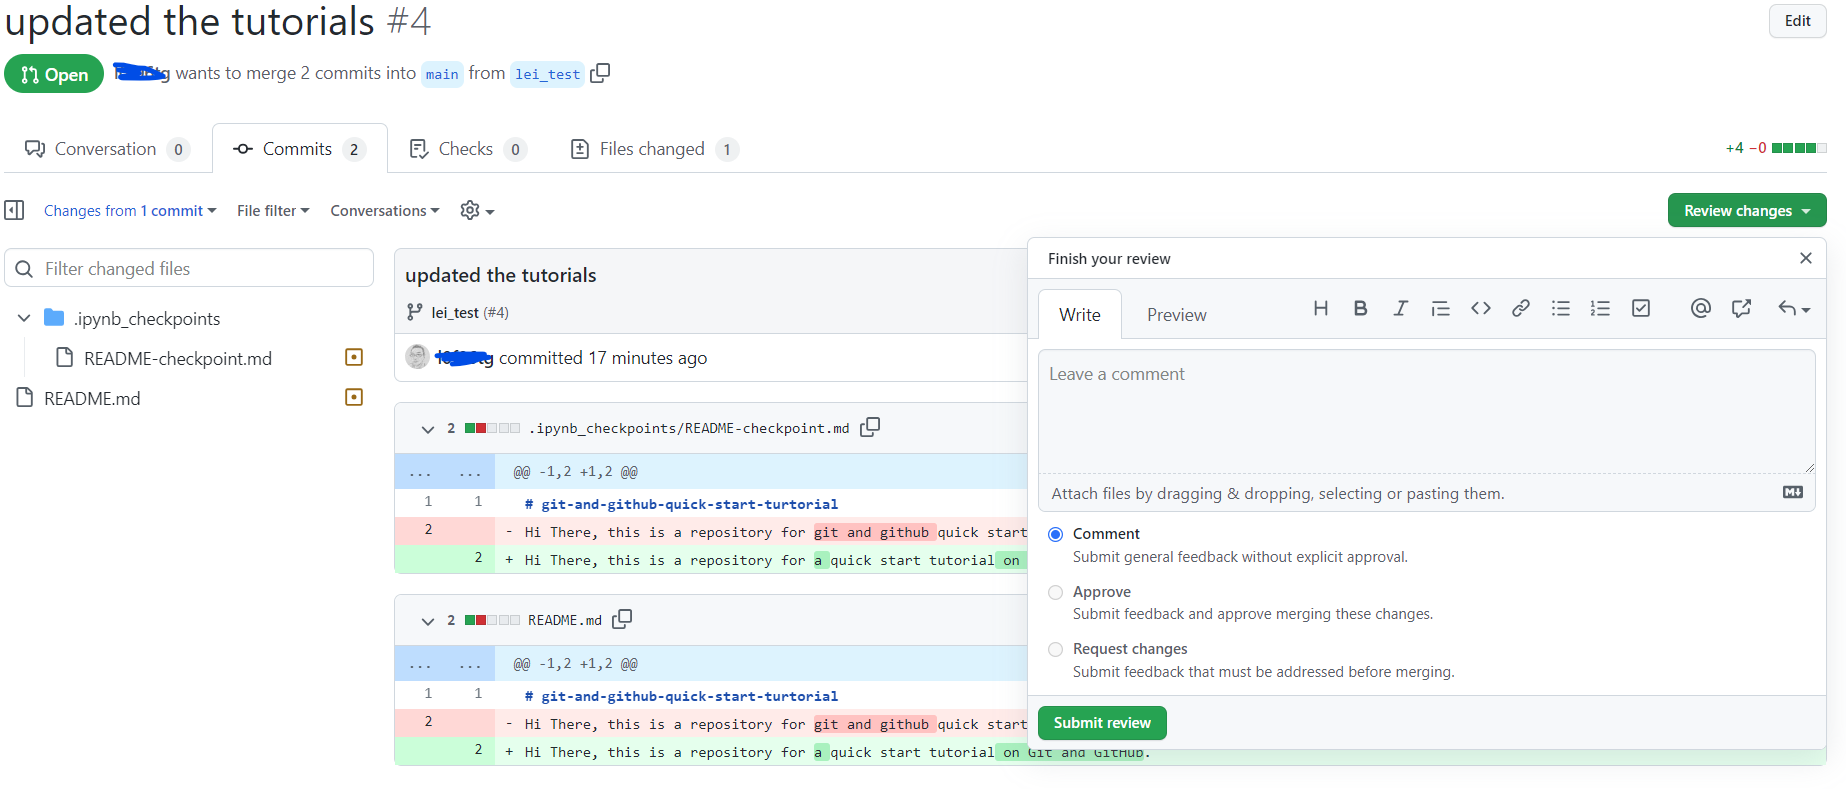 updated the tutorials #4
Edit
Open
wants to merge 2 commits into main from lei_test
Conversation 0
Commits 2
Checks 0
Files changed 1
+4 −0
Changes from 1 commit
File filter
Conversations
Review changes
Filter changed files
.ipynb_checkpoints
README-checkpoint.md
README.md
updated the tutorials
lei_test (#4)
committed 17 minutes ago
2 .ipynb_checkpoints/README-checkpoint.md
... ... @@ -1,2 +1,2 @@
1 1 # git-and-github-quick-start-turtorial
2 - Hi There, this is a repository for git and github quick start
2 + Hi There, this is a repository for a quick start tutorial on
2 README.md
... ... @@ -1,2 +1,2 @@
1 1 # git-and-github-quick-start-turtorial
2 - Hi There, this is a repository for git and github quick start
2 + Hi There, this is a repository for a quick start tutorial on Git and GitHub.
Finish your review
Write
Preview
Leave a comment
Attach files by dragging & dropping, selecting or pasting them.
Comment
Submit general feedback without explicit approval.
Approve
Submit feedback and approve merging these changes.
Request changes
Submit feedback that must be addressed before merging.
Submit review